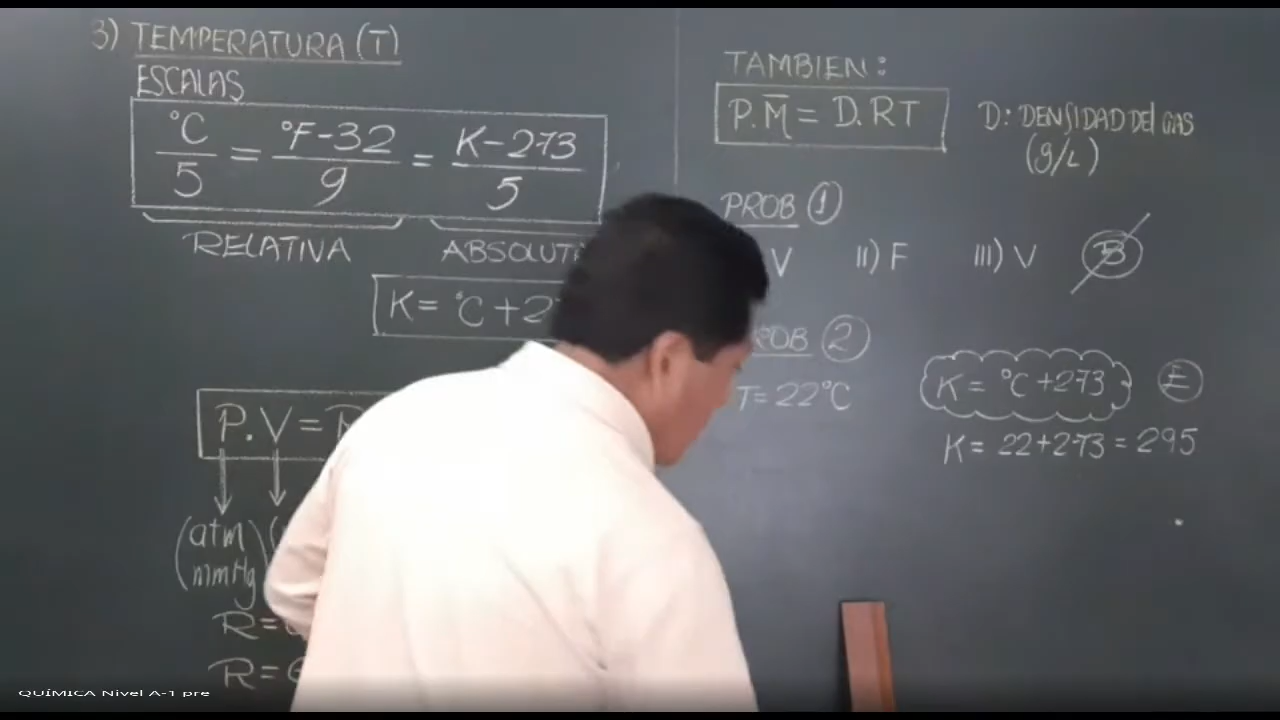 3) TEMPERATURA (T)
ESCALAS
°C/5 = °F-32/9 = K-273/5
RELATIVA
K = °C + 2
P.V =
(atm
mmHg)
R =
R =
TAMBIEN:
P.M̅ = D.RT
D: DENSIDAD DEl GAS
(g/L)
PROB 1
V II) F III) V B
2
T = 22°C
K = °C + 273 E
K = 22 + 273 = 295
QUÍMICA Nivel A-1 pre